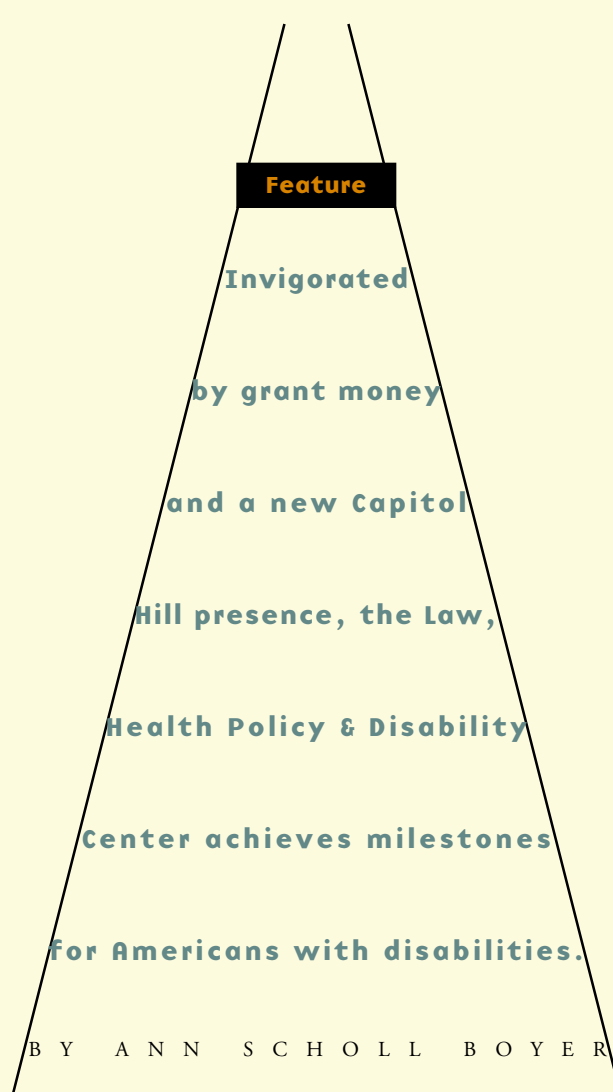 Feature
Invigorated
by grant money
and a new Capitol
Hill presence, the Law,
Health Policy & Disability
Center achieves milestones
for Americans with disabilities.
BY ANN SCHOLL BOYER